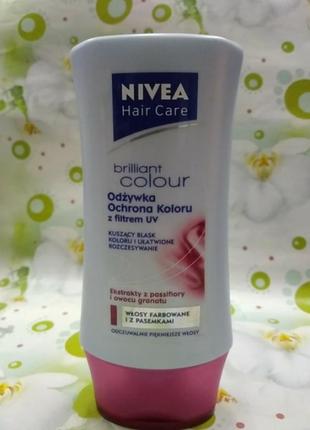 NIVEA
Hair Care
brilliant
colour
Odżywka
Ochrona Koloru
z filtrem UV
KUSZĄCY BLASK
KOLORU I UŁATWIONE
ROZCZESYWANIE
Ekstrakty z passiflory
i owocu granatu
WŁOSY FARBOWANE
I Z PASEMKAMI
ODCZUWALNIE PIĘKNIEJSZE WŁOSY